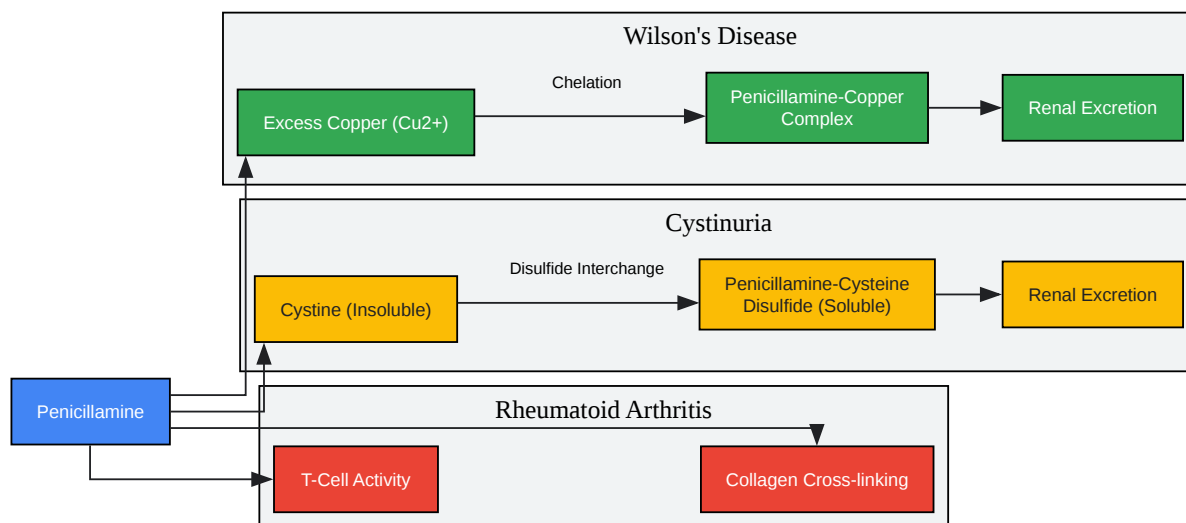 Wilson's Disease
Chelation
Excess Copper (Cu2+)
Penicillamine-Copper
Complex
Renal Excretion
Cystinuria
Disulfide Interchange
Cystine (Insoluble)
Penicillamine-Cysteine
Disulfide (Soluble)
Renal Excretion
Penicillamine
Rheumatoid Arthritis
T-Cell Activity
Collagen Cross-linking